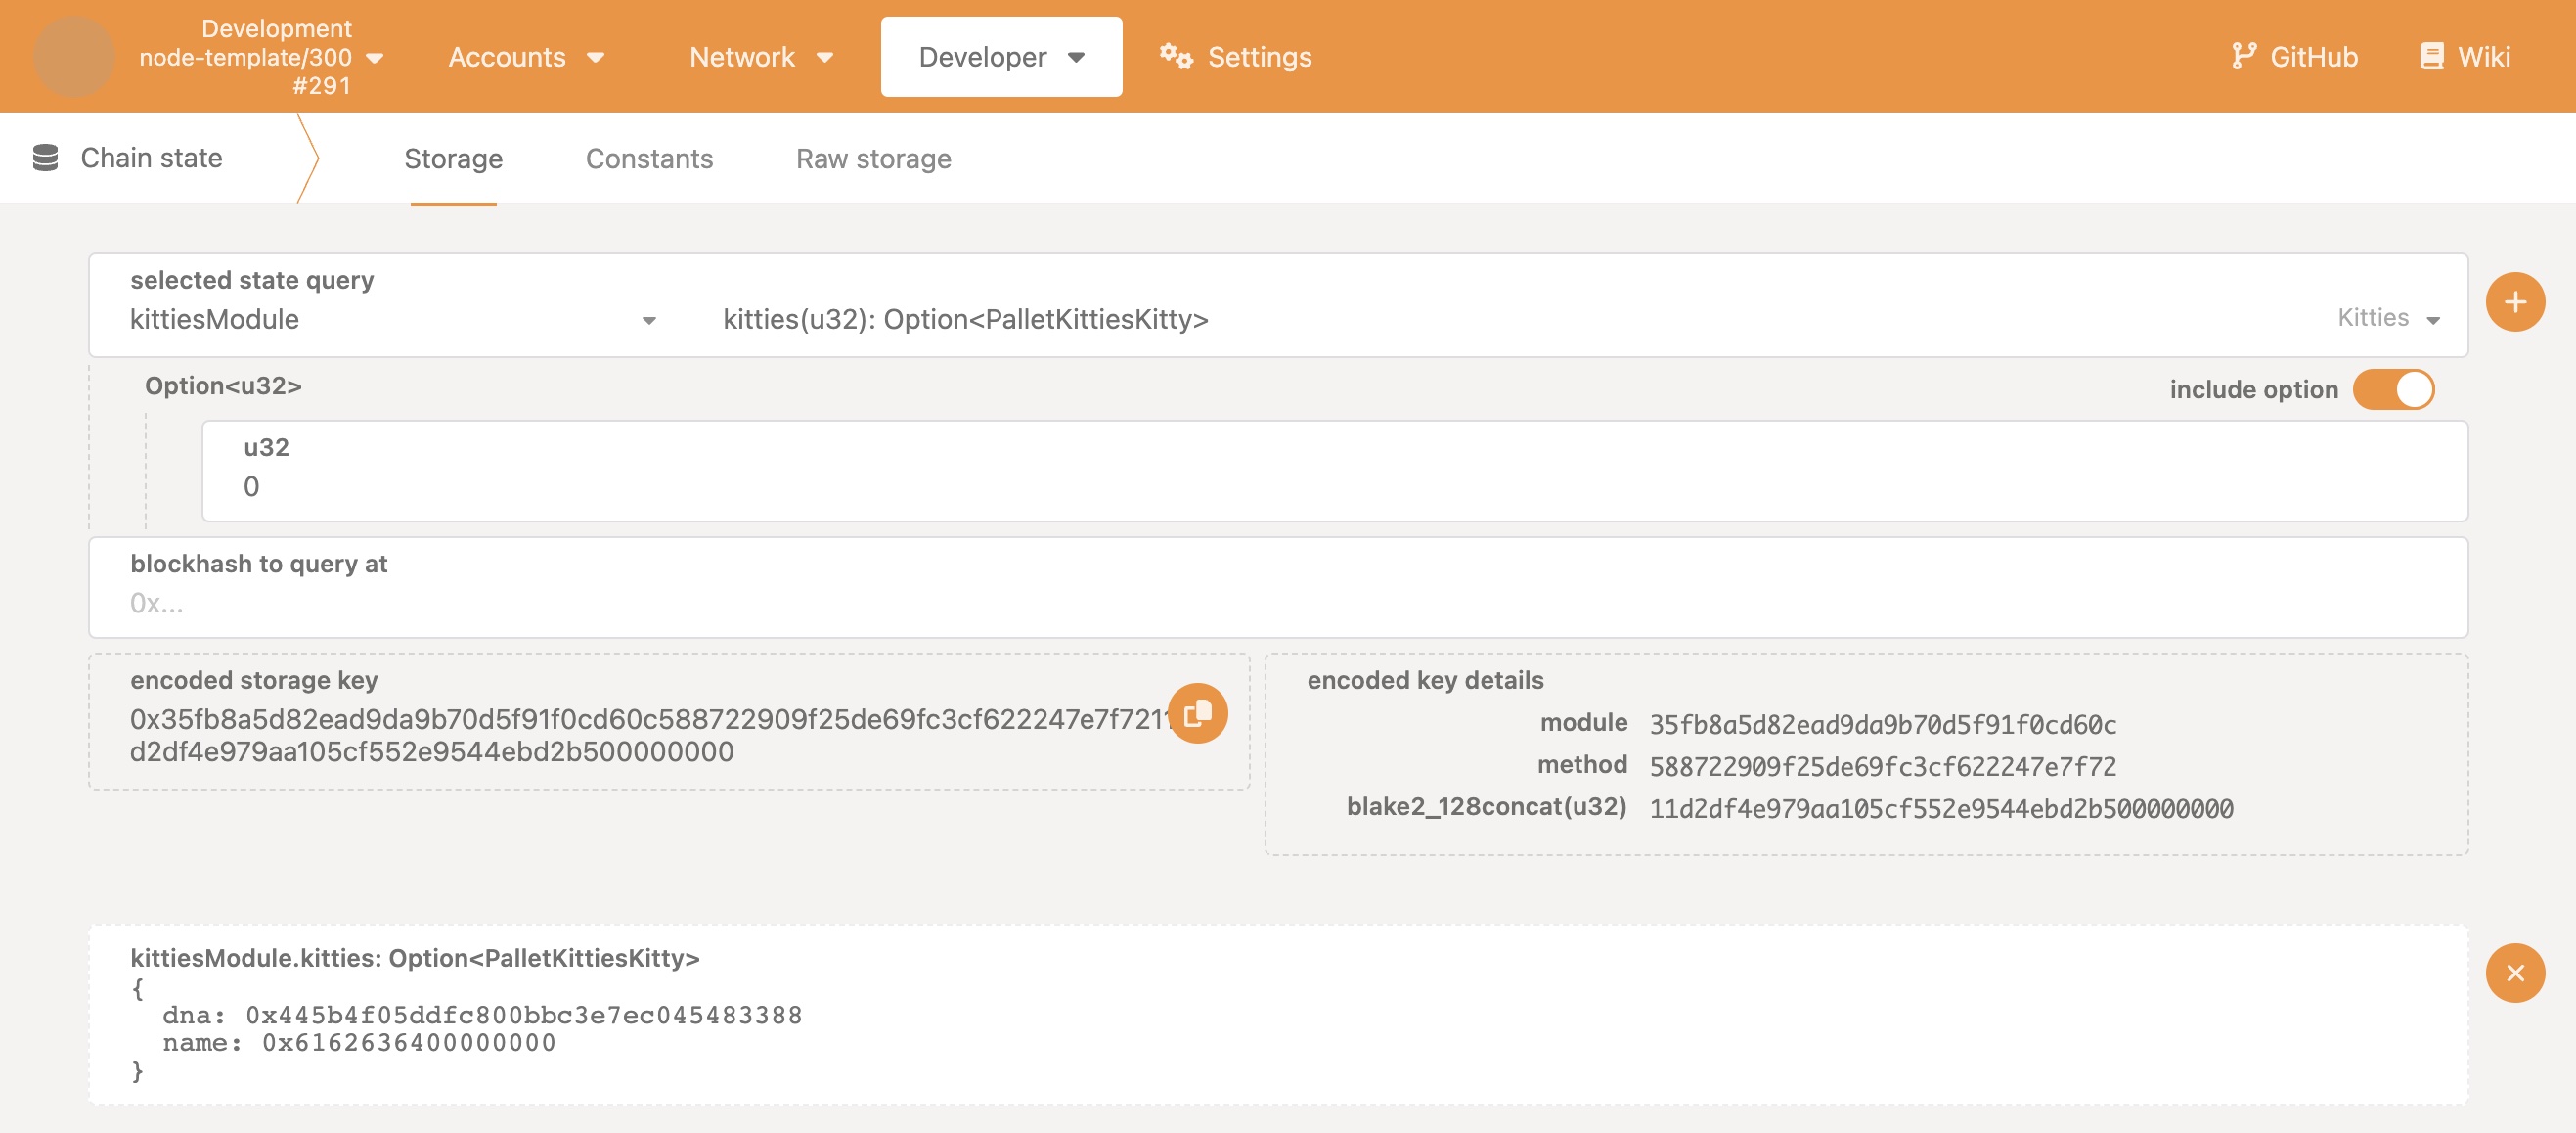 Development
node-template/300
#291
Accounts
Network
Developer
Settings
GitHub
Wiki
Chain state
Storage
Constants
Raw storage
selected state query
kittiesModule
kitties(u32): Option<PalletKittiesKitty>
Kitties
Option<u32>
include option
u32
0
blockhash to query at
0x...
encoded storage key
0x35fb8a5d82ead9da9b70d5f91f0cd60c588722909f25de69fc3cf622247e7f7211
d2df4e979aa105cf552e9544ebd2b500000000
encoded key details
module 35fb8a5d82ead9da9b70d5f91f0cd60c
method 588722909f25de69fc3cf622247e7f72
blake2_128concat(u32) 11d2df4e979aa105cf552e9544ebd2b500000000
kittiesModule.kitties: Option<PalletKittiesKitty>
{
dna: 0x445b4f05ddfc800bbc3e7ec045483388
name: 0x6162636400000000
}